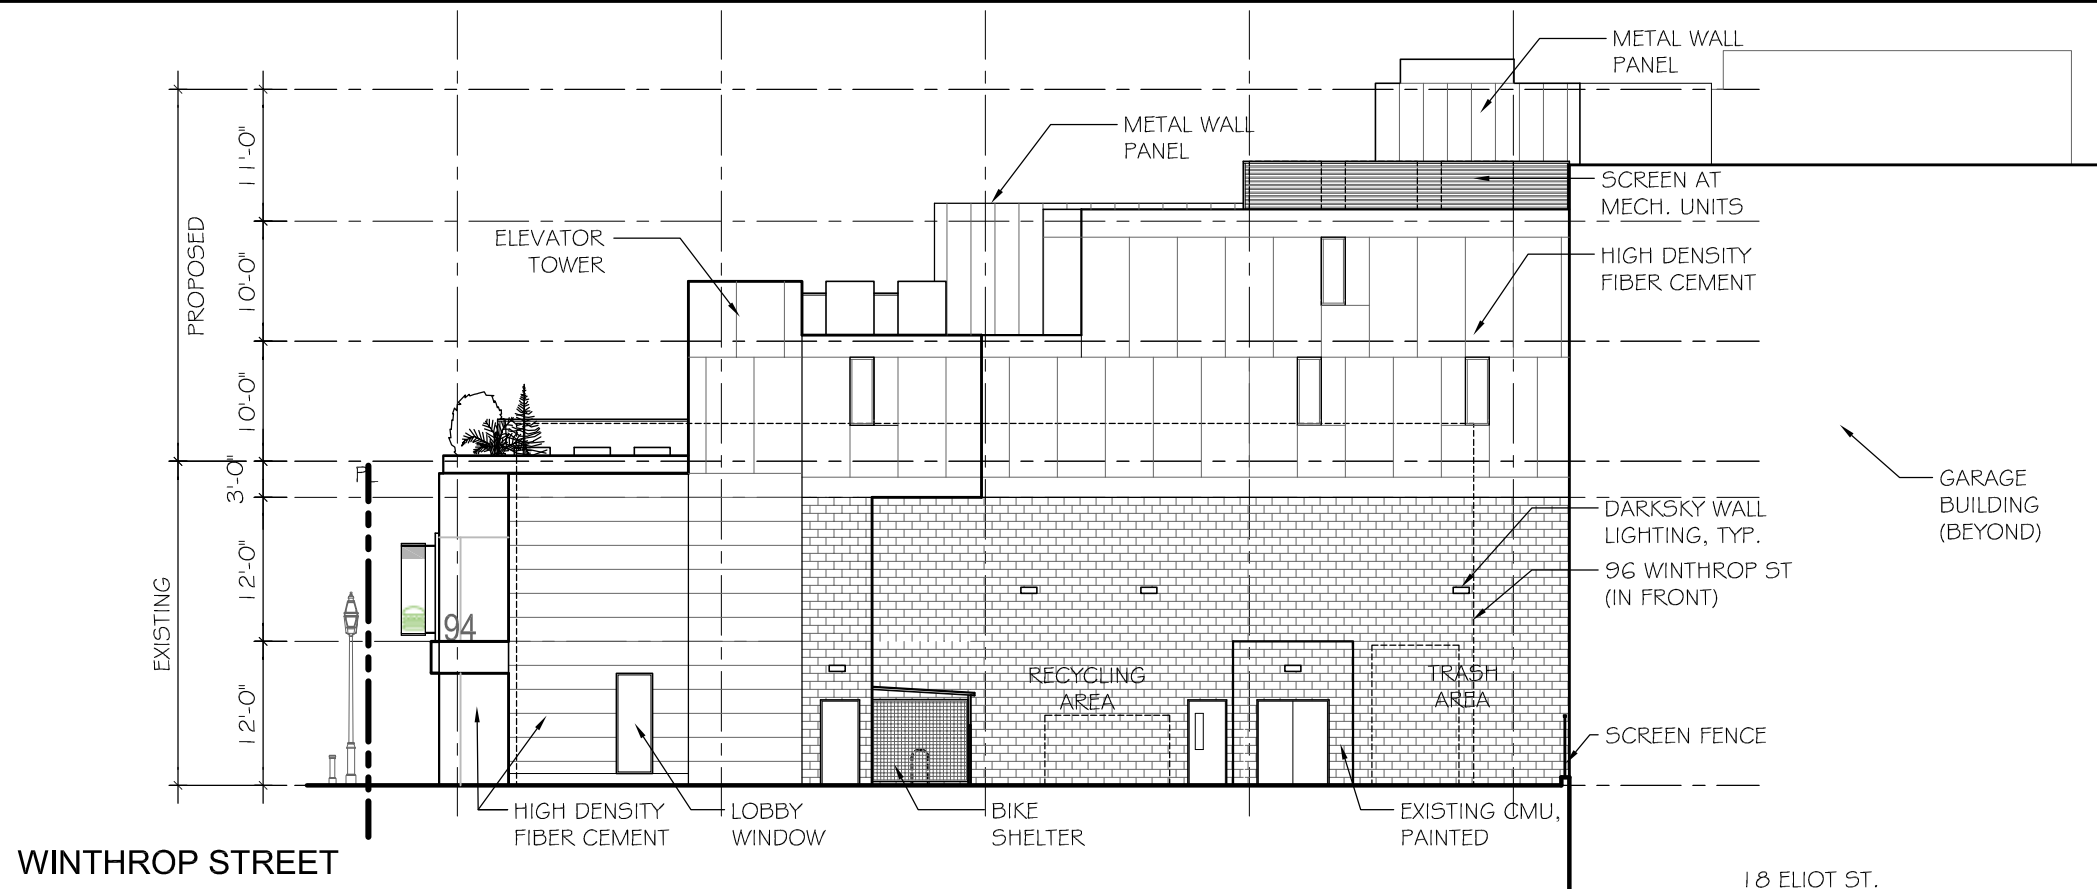 METAL WALL
PANEL
METAL WALL
PANEL
SCREEN AT
MECH. UNITS
ELEVATOR
TOWER
HIGH DENSITY
FIBER CEMENT
PROPOSED
11'-0"
10'-0"
10'-0"
3'-0"
12'-0"
12'-0"
EXISTING
PL
94
GARAGE
BUILDING
(BEYOND)
DARKSKY WALL
LIGHTING, TYP.
96 WINTHROP ST
(IN FRONT)
RECYCLING
AREA
TRASH
AREA
SCREEN FENCE
HIGH DENSITY
FIBER CEMENT
LOBBY
WINDOW
BIKE
SHELTER
EXISTING CMU,
PAINTED
WINTHROP STREET
18 ELIOT ST.